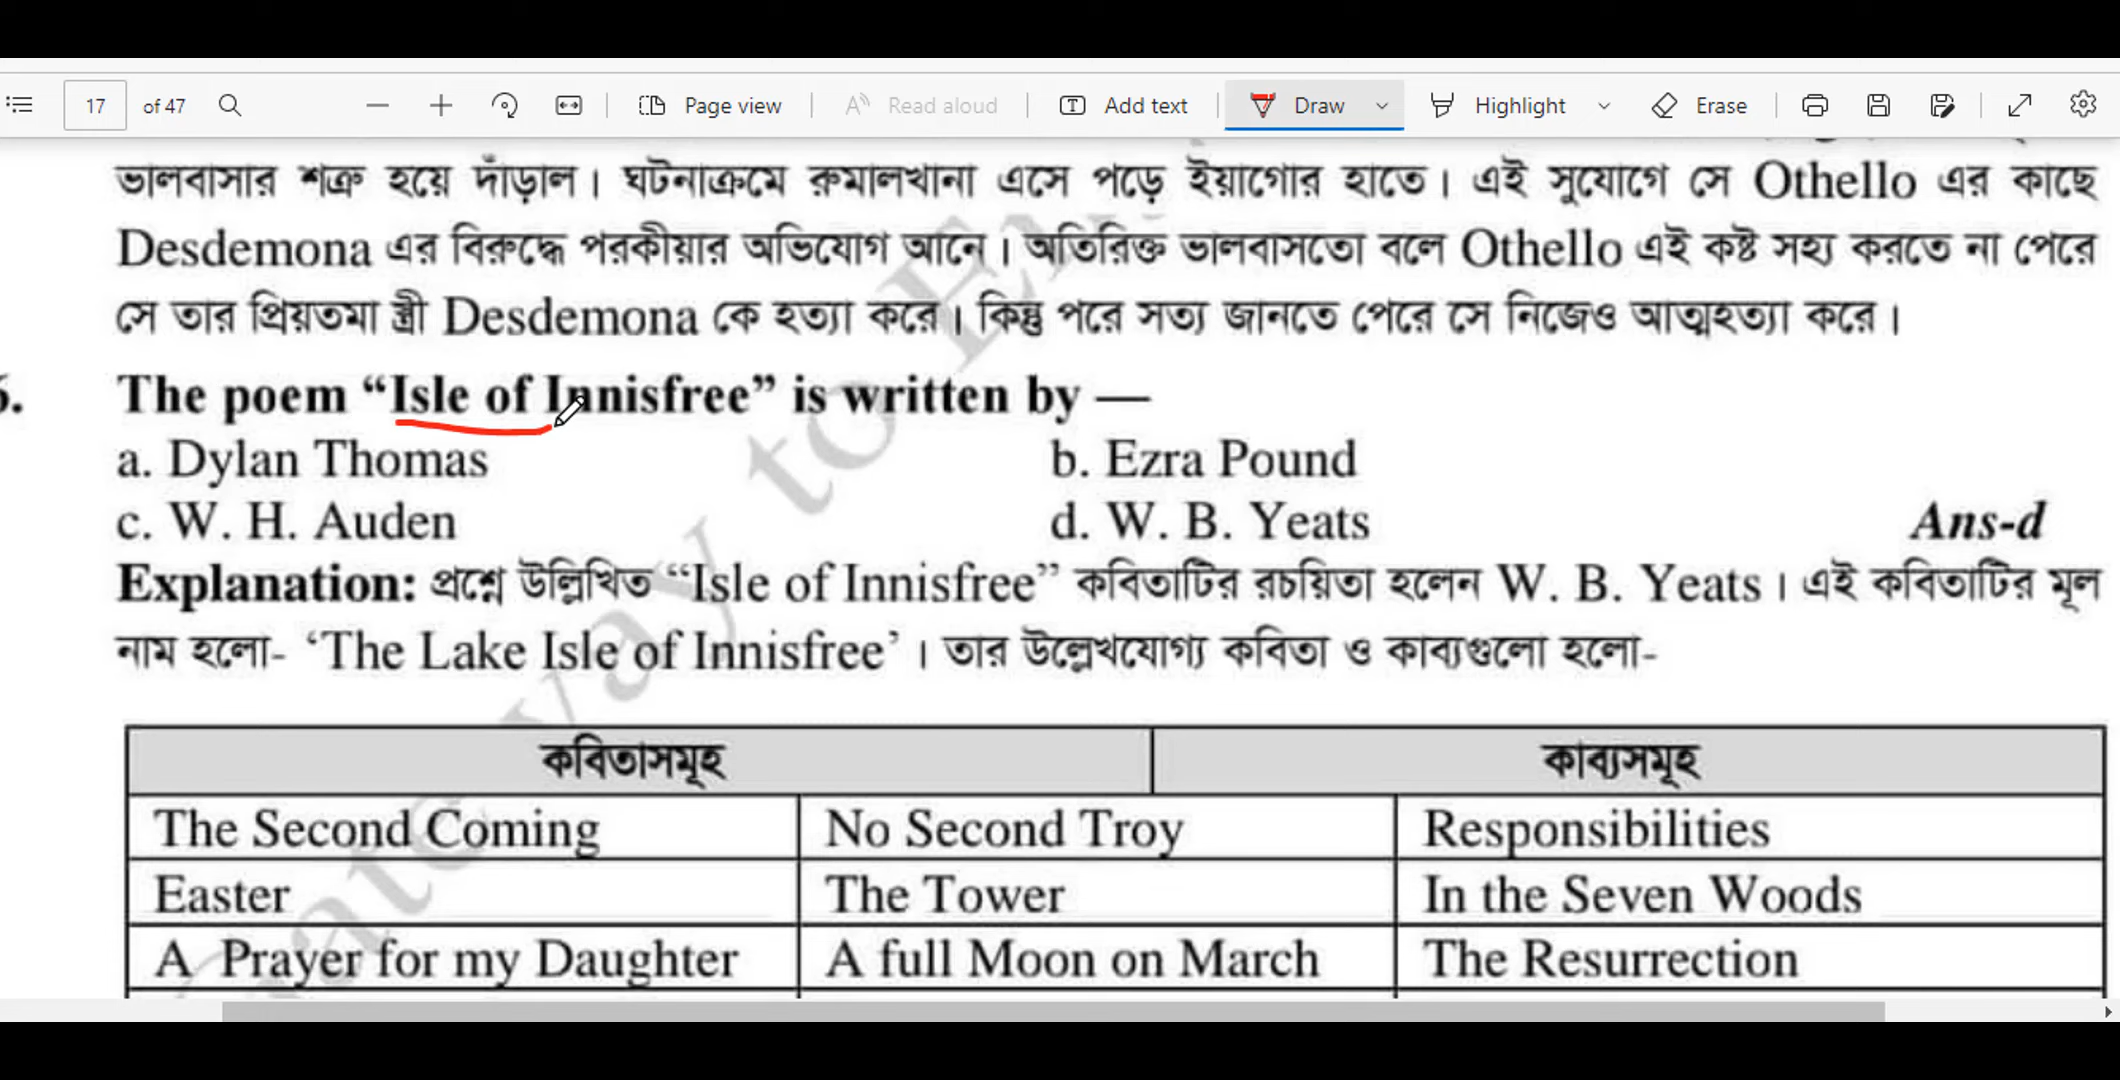 17 of 47 Page view Read aloud Add text Draw Highlight Erase
ভালবাসার শত্রু হয়ে দাঁড়াল। ঘটনাক্রমে রুমালখানা এসে পড়ে ইয়াগোর হাতে। এই সুযোগে সে Othello এর কাছে
Desdemona এর বিরুদ্ধে পরকীয়ার অভিযোগ আনে। অতিরিক্ত ভালবাসতো বলে Othello এই কষ্ট সহ্য করতে না পেরে
সে তার প্রিয়তমা স্ত্রী Desdemona কে হত্যা করে। কিন্তু পরে সত্য জানতে পেরে সে নিজেও আত্মহত্যা করে।
The poem “Isle of Innisfree” is written by —
a. Dylan Thomas b. Ezra Pound
c. W. H. Auden d. W. B. Yeats Ans-d
Explanation: প্রশ্নে উল্লিখিত “Isle of Innisfree” কবিতাটির রচয়িতা হলেন W. B. Yeats। এই কবিতাটির মূল
নাম হলো- ‘The Lake Isle of Innisfree’। তার উল্লেখযোগ্য কবিতা ও কাব্যগুলো হলো-
কবিতাসমূহ কাব্যসমূহ
The Second Coming No Second Troy Responsibilities
Easter The Tower In the Seven Woods
A Prayer for my Daughter A full Moon on March The Resurrection